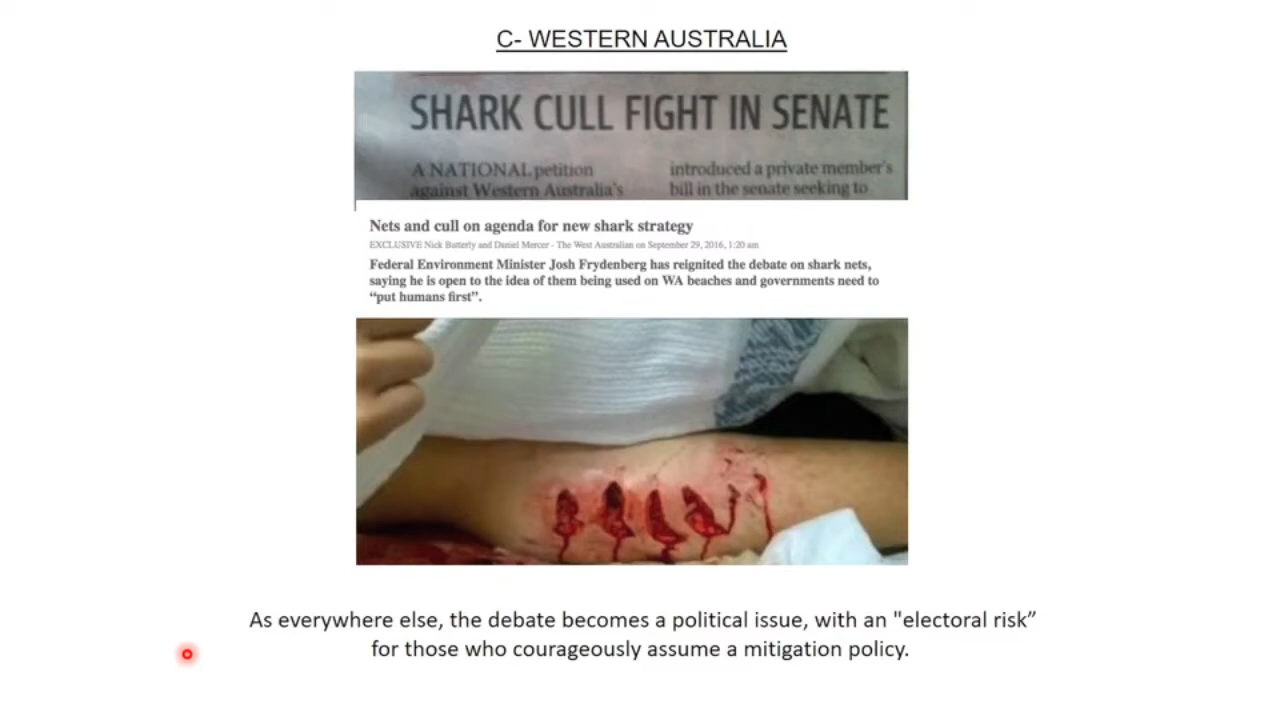 C- WESTERN AUSTRALIA
SHARK CULL FIGHT IN SENATE
A NATIONAL petition
against Western Australia's
introduced a private member's
bill in the senate seeking to
Nets and cull on agenda for new shark strategy
EXCLUSIVE Nick Butterly and Daniel Mercer - The West Australian on September 29, 2016, 1:20 am
Federal Environment Minister Josh Frydenberg has reignited the debate on shark nets,
saying he is open to the idea of them being used on WA beaches and governments need to
“put humans first”.
As everywhere else, the debate becomes a political issue, with an "electoral risk”
for those who courageously assume a mitigation policy.